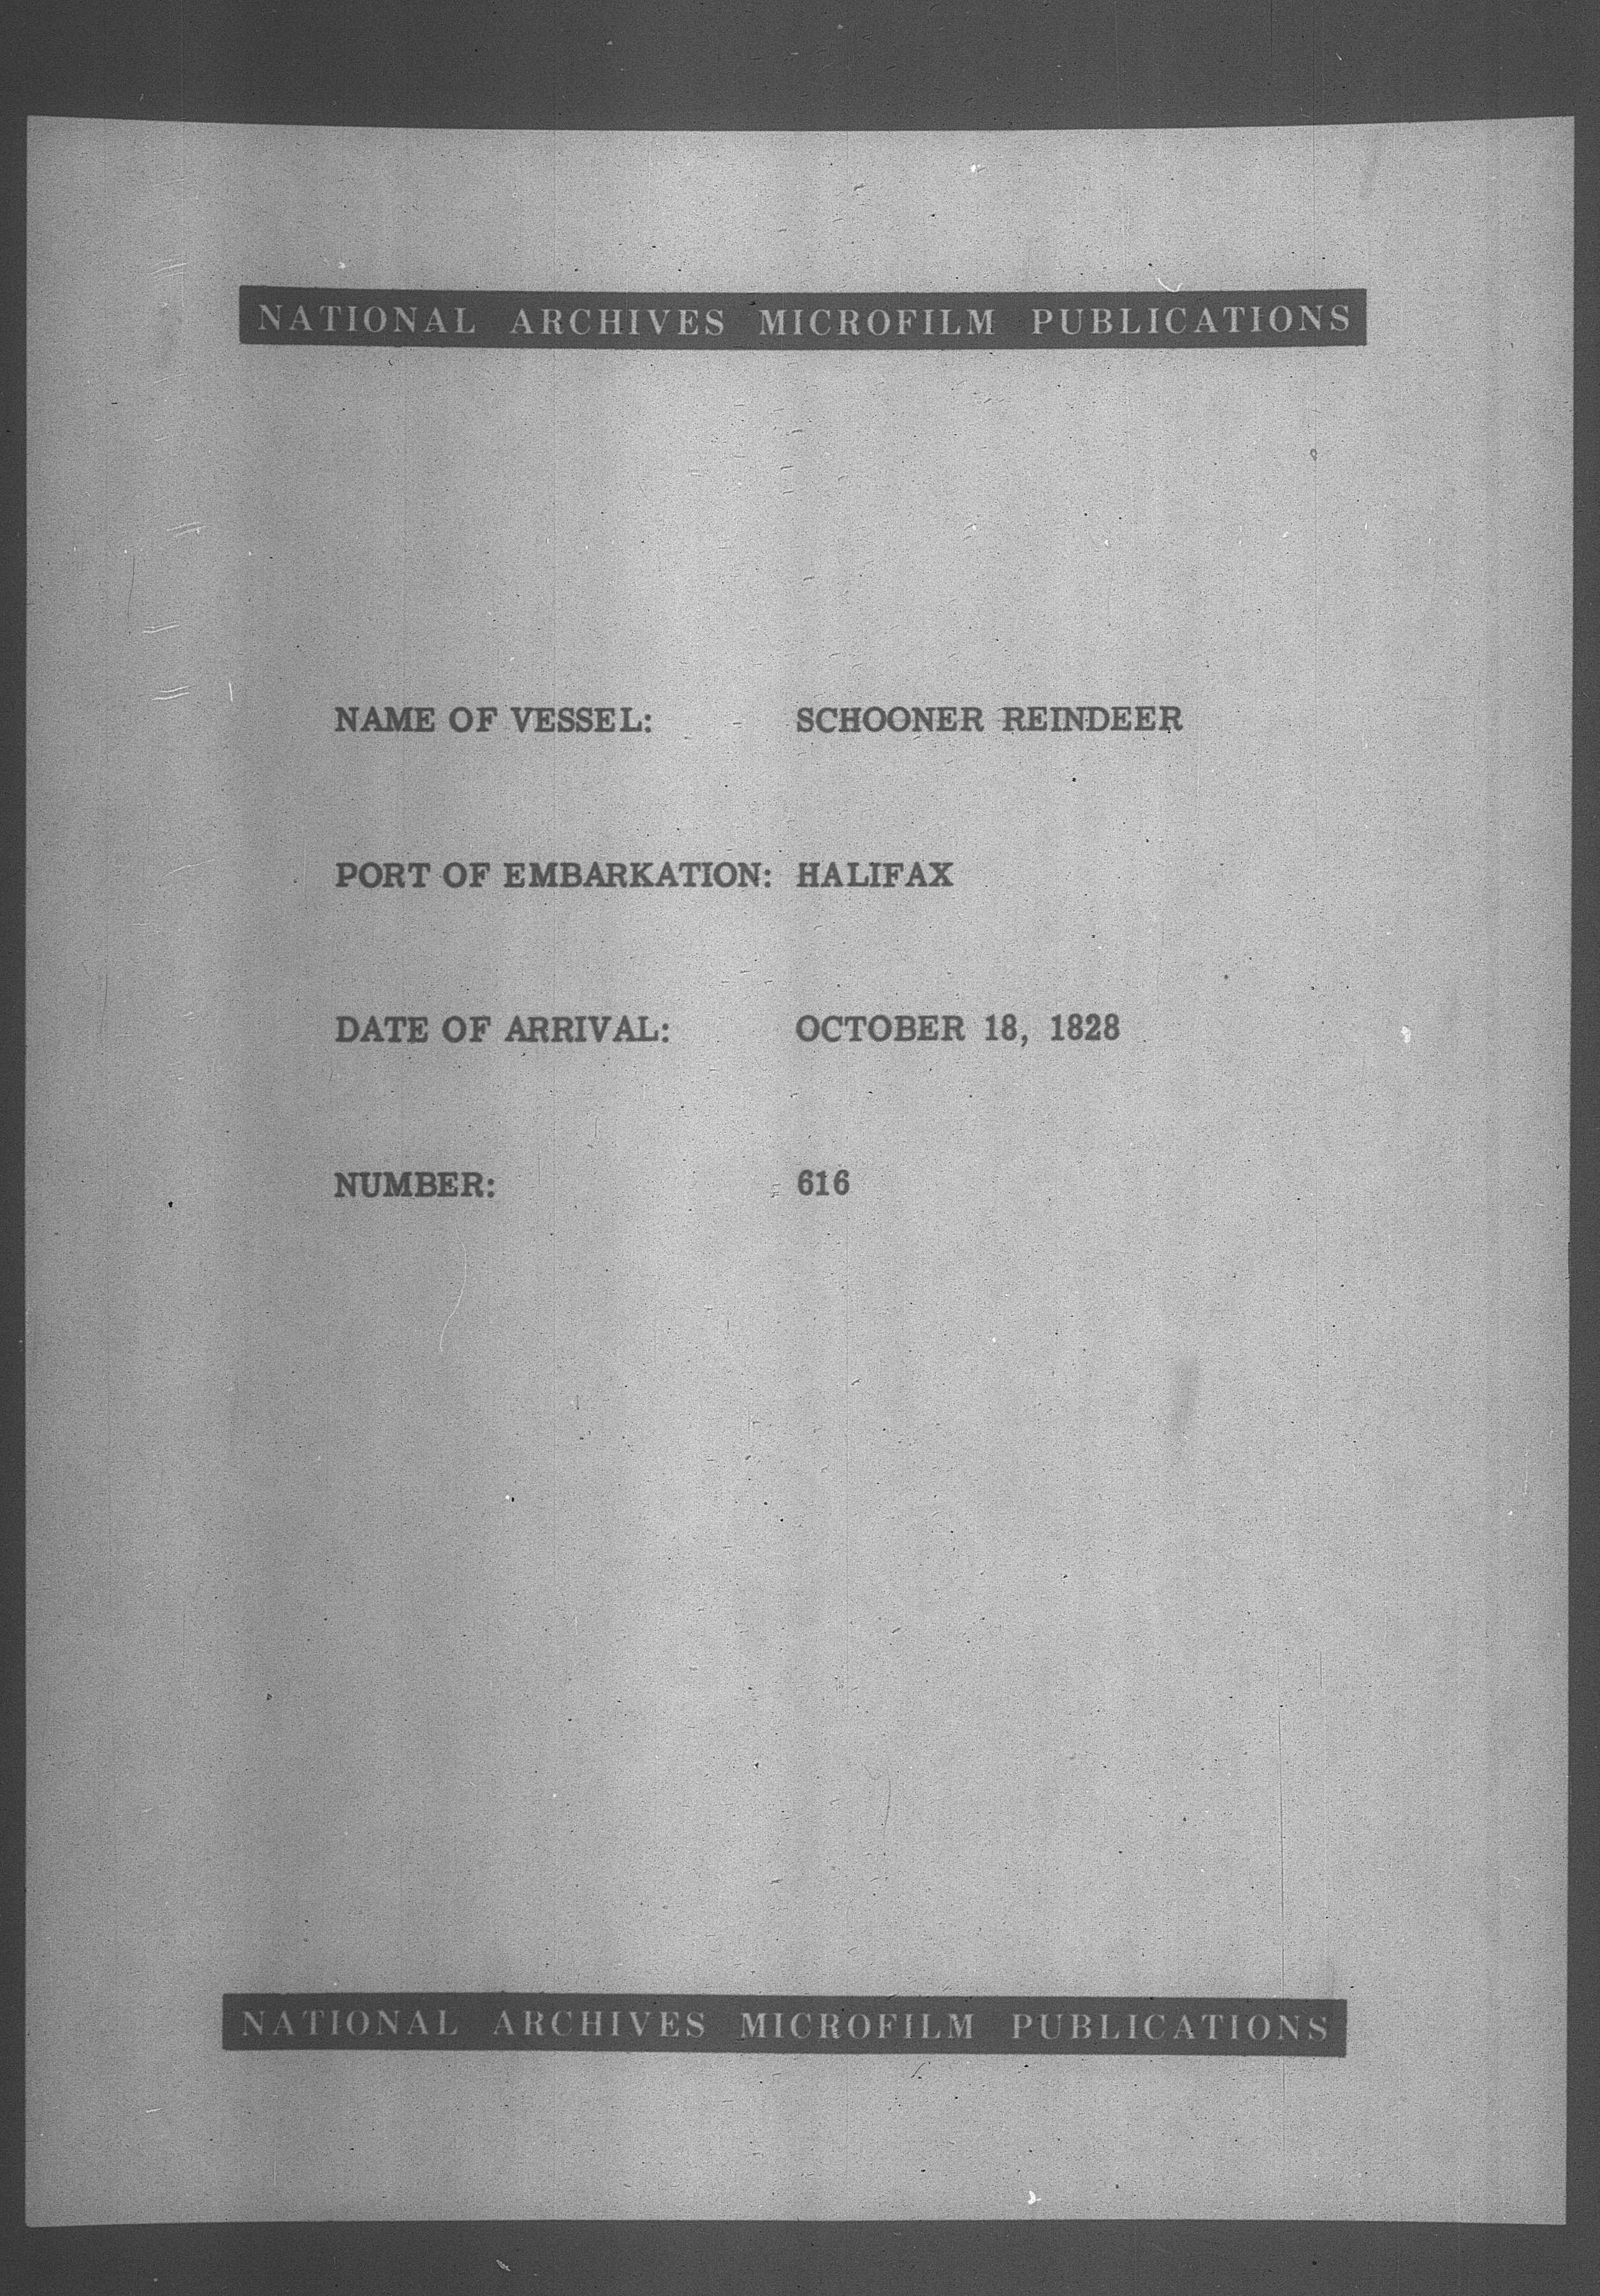 NATIONAL ARCHIVES MICROFILM PUBLICATIONS
NAME OF VESSEL: SCHOONER REINDEER
PORT OF EMBARKATION: HALIFAX
DATE OF ARRIVAL: OCTOBER 18, 1828
NUMBER: 616
NATIONAL ARCHIVES MICROFILM PUBLICATIONS